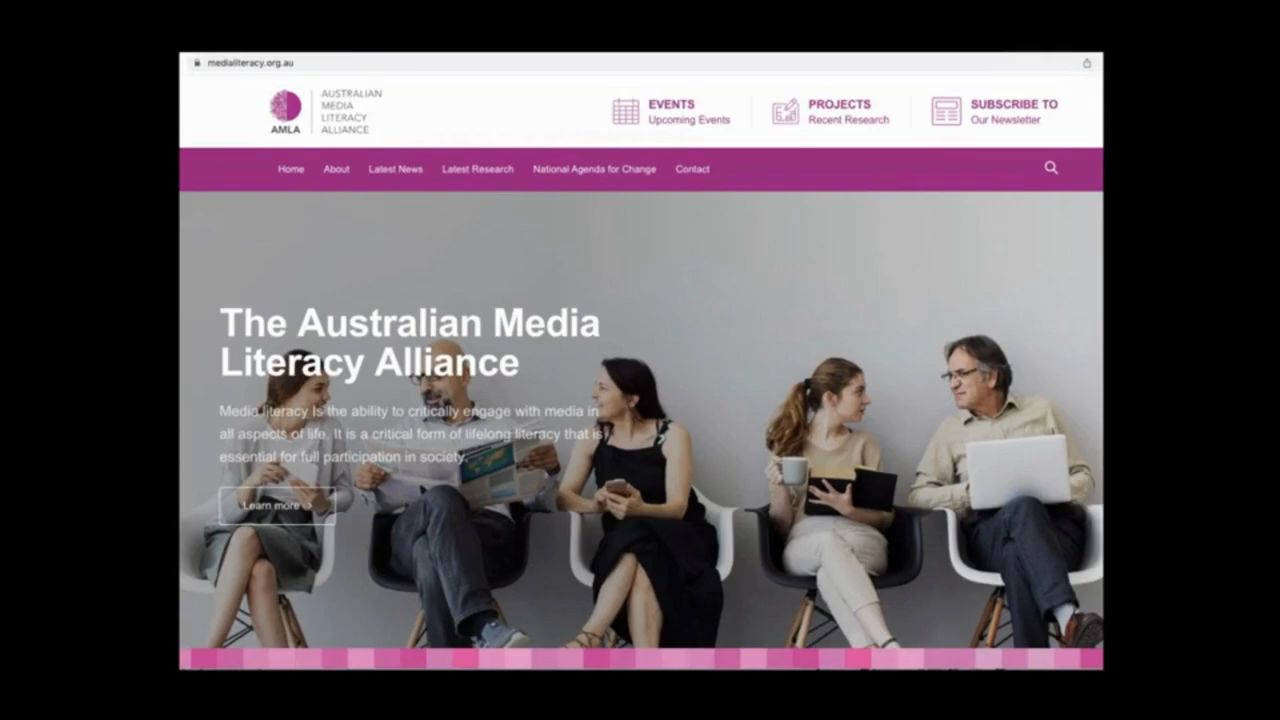 medialiteracy.org.au
AMLA
AUSTRALIAN
MEDIA
LITERACY
ALLIANCE
EVENTS
Upcoming Events
PROJECTS
Recent Research
SUBSCRIBE TO
Our Newsletter
Home About Latest News Latest Research National Agenda for Change Contact
The Australian Media
Literacy Alliance
Media literacy is the ability to critically engage with media in
all aspects of life. It is a critical form of lifelong literacy that is
essential for full participation in society.
Learn more